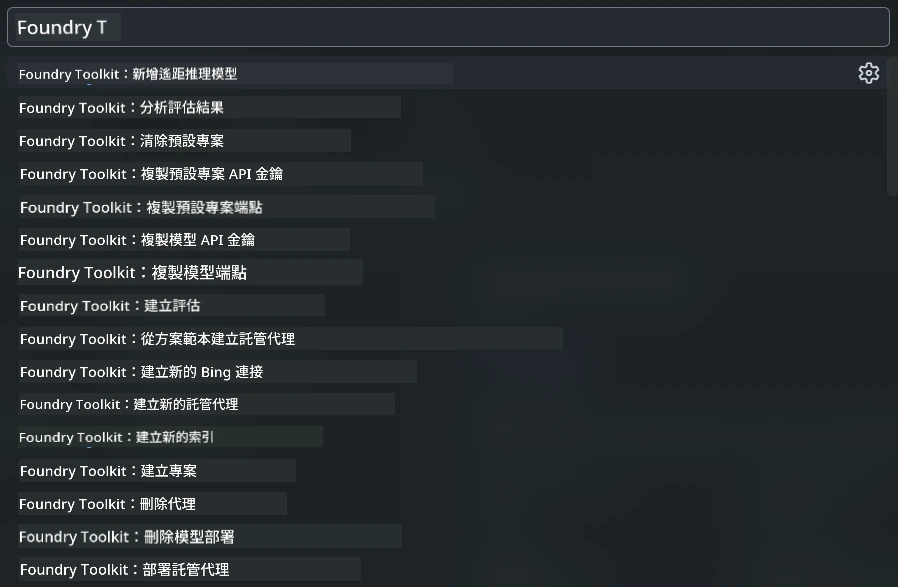 Foundry T
Foundry Toolkit：新增遙距推理模型
Foundry Toolkit：分析評估結果
Foundry Toolkit：清除預設專案
Foundry Toolkit：複製預設專案 API 金鑰
Foundry Toolkit：複製預設專案端點
Foundry Toolkit：複製模型 API 金鑰
Foundry Toolkit：複製模型端點
Foundry Toolkit：建立評估
Foundry Toolkit：從方案範本建立託管代理
Foundry Toolkit：建立新的 Bing 連接
Foundry Toolkit：建立新的託管代理
Foundry Toolkit：建立新的索引
Foundry Toolkit：建立專案
Foundry Toolkit：刪除代理
Foundry Toolkit：刪除模型部署
Foundry Toolkit：部署託管代理